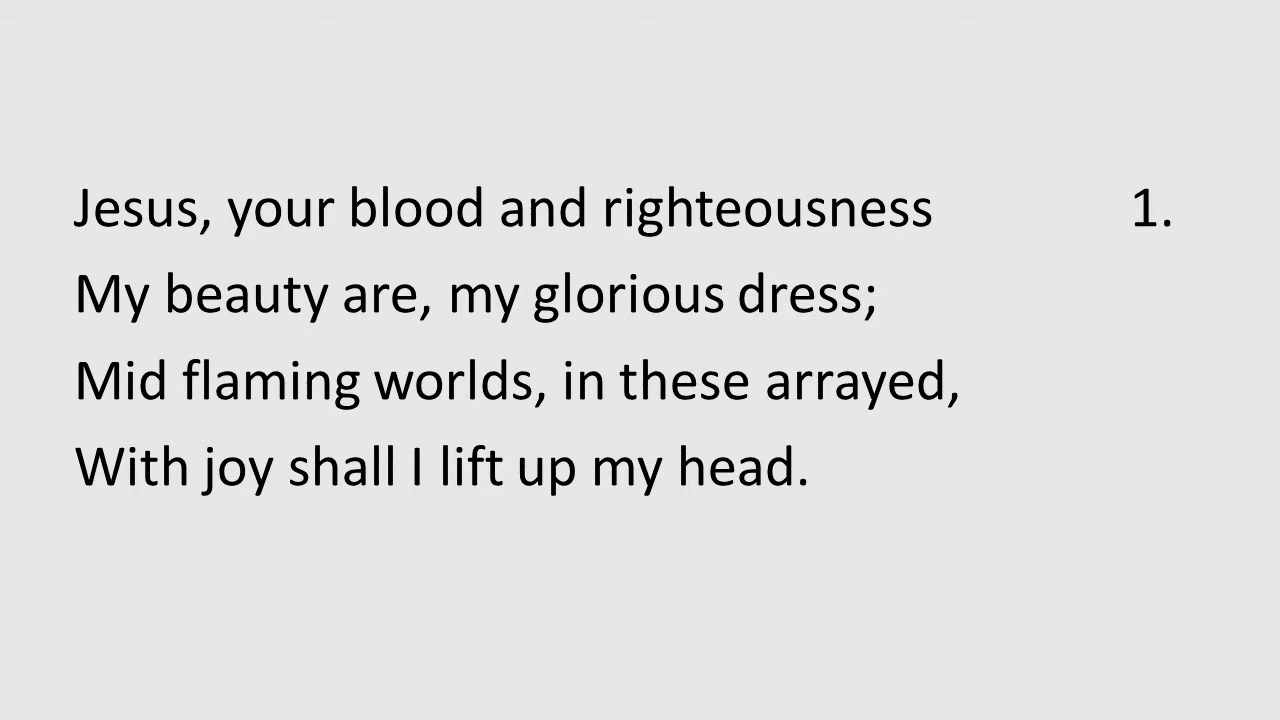 Jesus, your blood and righteousness 1.
My beauty are, my glorious dress;
Mid flaming worlds, in these arrayed,
With joy shall I lift up my head.